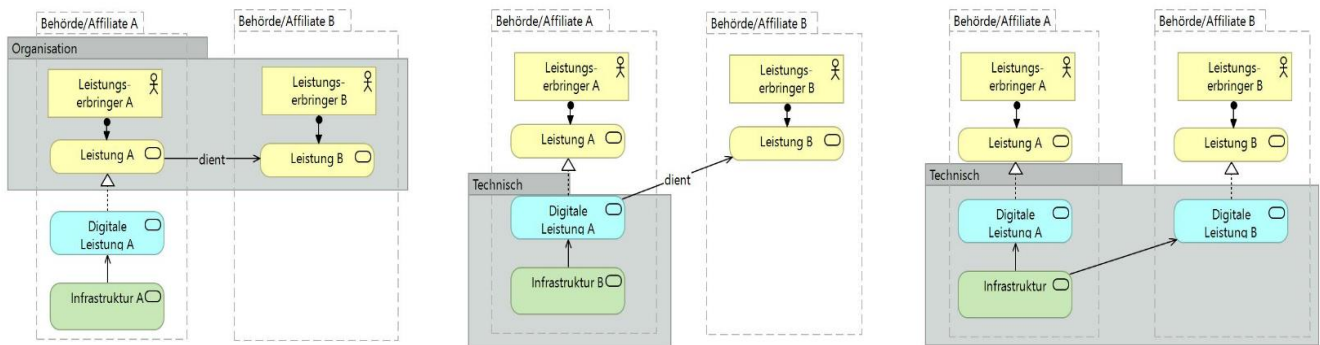 Behörde/Affiliate A
Behörde/Affiliate B
Organisation
Leistungs-
erbringer A
Leistungs-
erbringer B
Leistung A
dient
Leistung B
Digitale
Leistung A
Infrastruktur A
Behörde/Affiliate A
Behörde/Affiliate B
Leistungs-
erbringer A
Leistungs-
erbringer B
Leistung A
Leistung B
dient
Technisch
Digitale
Leistung A
Infrastruktur B
Behörde/Affiliate A
Behörde/Affiliate B
Leistungs-
erbringer A
Leistungs-
erbringer B
Leistung A
Leistung B
Technisch
Digitale
Leistung A
Digitale
Leistung B
Infrastruktur